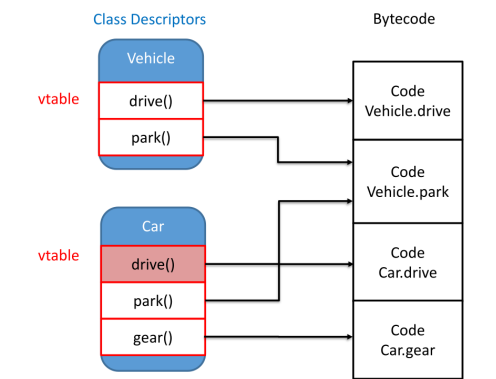 Class Descriptors
Bytecode
Vehicle
vtable
drive()
park()
Code
Vehicle.drive
Code
Vehicle.park
Car
vtable
drive()
park()
gear()
Code
Car.drive
Code
Car.gear